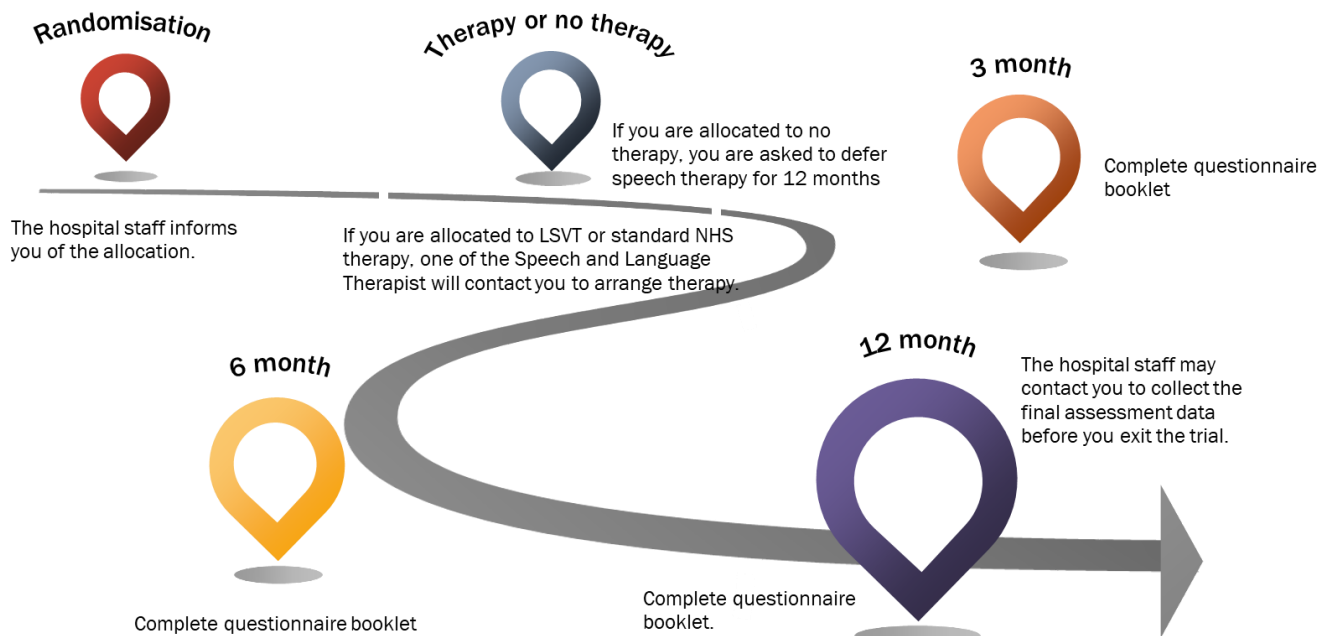 Randomisation
The hospital staff informs
you of the allocation.
Therapy or no therapy
If you are allocated to no
therapy, you are asked to defer
speech therapy for 12 months
If you are allocated to LSVT or standard NHS
therapy, one of the Speech and Language
Therapist will contact you to arrange therapy.
3 month
Complete questionnaire
booklet
6 month
Complete questionnaire booklet
12 month
The hospital staff may
contact you to collect the
final assessment data
before you exit the trial.
Complete questionnaire
booklet.